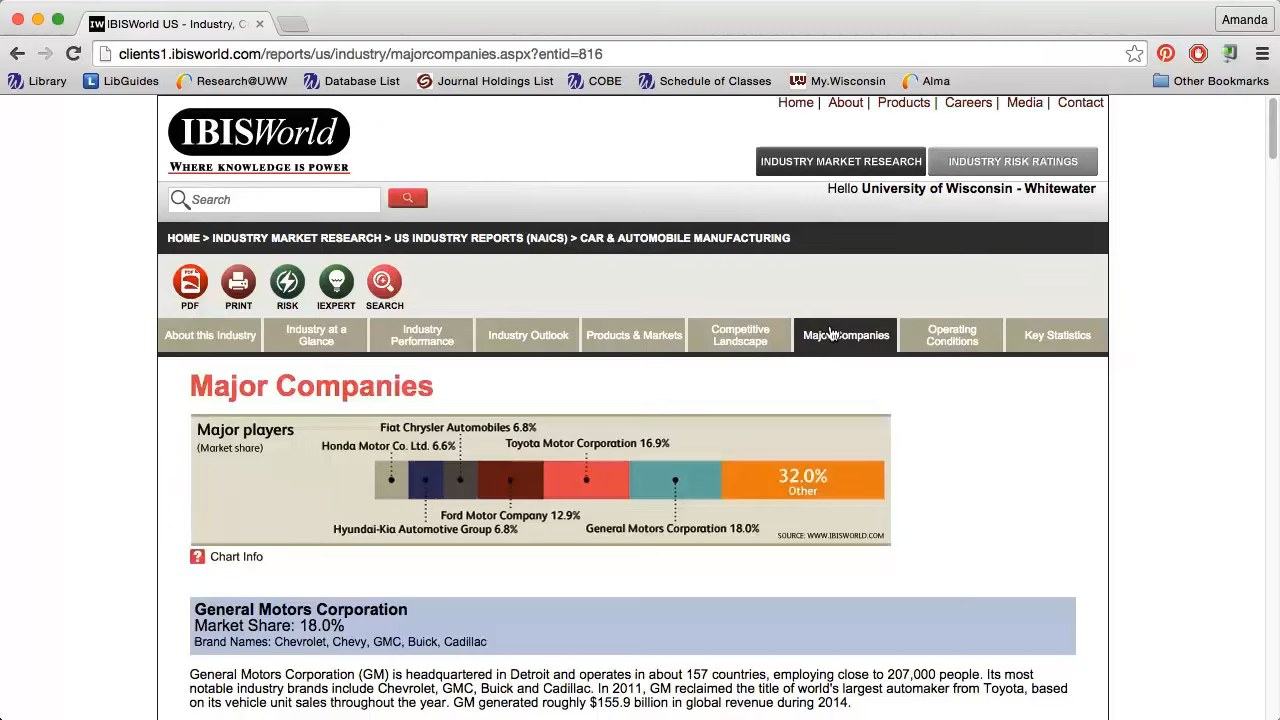 IBISWorld US - Industry, C
Amanda
clients1.ibisworld.com/reports/us/industry/majorcompanies.aspx?entid=816
Library LibGuides Research@UWW Database List Journal Holdings List COBE Schedule of Classes My.Wisconsin Alma Other Bookmarks
Home | About | Products | Careers | Media | Contact
IBISWorld
WHERE KNOWLEDGE IS POWER
INDUSTRY MARKET RESEARCH INDUSTRY RISK RATINGS
Hello University of Wisconsin - Whitewater
Search
HOME > INDUSTRY MARKET RESEARCH > US INDUSTRY REPORTS (NAICS) > CAR & AUTOMOBILE MANUFACTURING
PDF PRINT RISK IEXPERT SEARCH
About this Industry
Industry at a
Glance
Industry
Performance
Industry Outlook
Products & Markets
Competitive
Landscape
Major Companies
Operating
Conditions
Key Statistics
Major Companies
Major players
(Market share)
Fiat Chrysler Automobiles 6.8%
Honda Motor Co. Ltd. 6.6%
Toyota Motor Corporation 16.9%
32.0%
Other
Ford Motor Company 12.9%
Hyundai-Kia Automotive Group 6.8%
General Motors Corporation 18.0%
SOURCE: WWW.IBISWORLD.COM
? Chart Info
General Motors Corporation
Market Share: 18.0%
Brand Names: Chevrolet, Chevy, GMC, Buick, Cadillac
General Motors Corporation (GM) is headquartered in Detroit and operates in about 157 countries, employing close to 207,000 people. Its most
notable industry brands include Chevrolet, GMC, Buick and Cadillac. In 2011, GM reclaimed the title of world's largest automaker from Toyota, based
on its vehicle unit sales throughout the year. GM generated roughly $155.9 billion in global revenue during 2014.